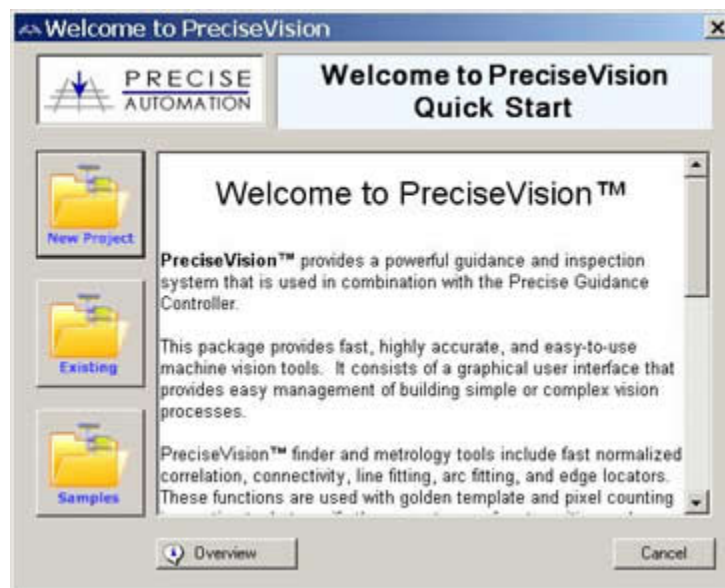 Welcome to PreciseVision
PRECISE
AUTOMATION
Welcome to PreciseVision
Quick Start
New Project
Existing
Samples
Welcome to PreciseVision™
PreciseVision™ provides a powerful guidance and inspection
system that is used in combination with the Precise Guidance
Controller.
This package provides fast, highly accurate, and easy-to-use
machine vision tools. It consists of a graphical user interface that
provides easy management of building simple or complex vision
processes.
PreciseVision™ finder and metrology tools include fast normalized
correlation, connectivity, line fitting, arc fitting, and edge locators.
These functions are used with golden template and pixel counting
Overview
Cancel